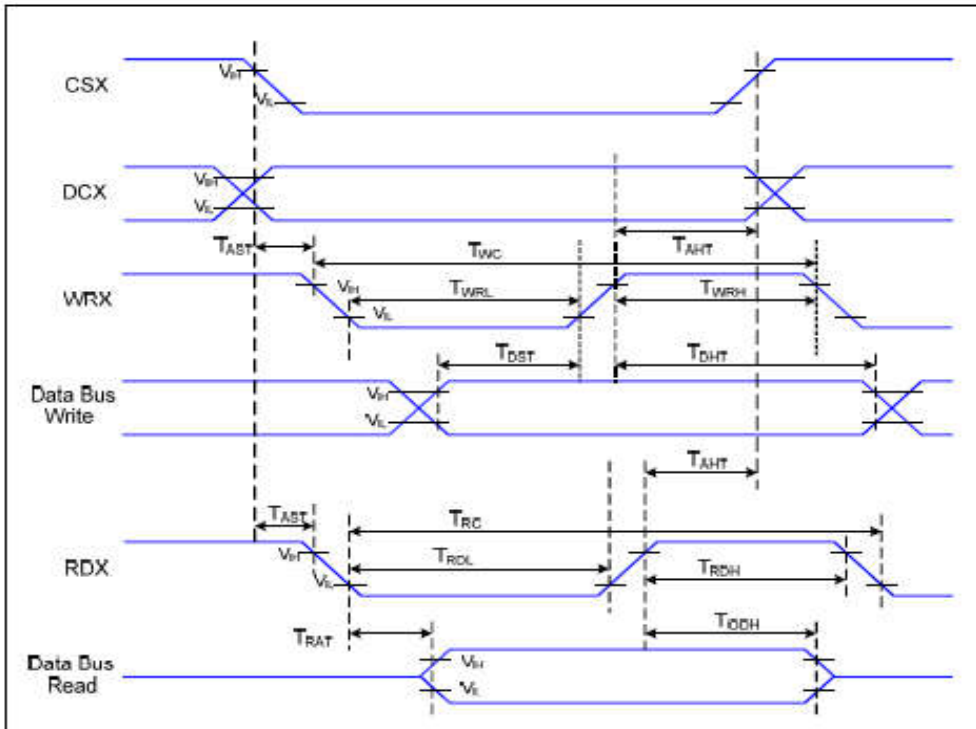 CSX
VIH
VIL
DCX
VIH
VIL
TAST
TWC
TAHT
WRX
VIH
TWRL
TWRH
VIL
TDST
TDHT
Data Bus
Write
VIH
VIL
TAHT
TAST
TRC
RDX
VIH
TRDL
TRDH
VIL
TRAT
TODH
Data Bus
Read
VIH
VIL